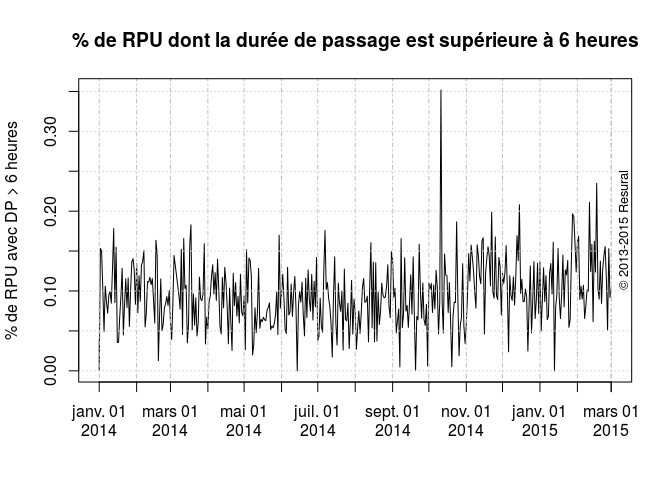 % de RPU dont la durée de passage est supérieure à 6 heures
% de RPU avec DP > 6 heures
0.30
0.20
0.10
0.00
janv. 01 2014
mars 01 2014
mai 01 2014
juil. 01 2014
sept. 01 2014
nov. 01 2014
janv. 01 2015
mars 01 2015
© 2013-2015 Resural